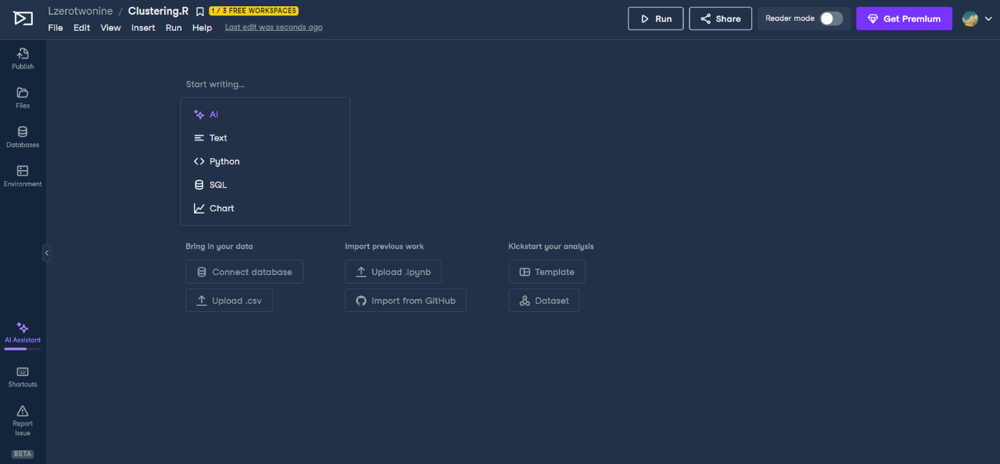 Lzerotwonine / Clustering.R 1 / 3 FREE WORKSPACES
File Edit View Insert Run Help Last edit was seconds ago
Run Share Reader mode Get Premium
Publish
Files
Databases
Environment
Start writing...
AI
Text
Python
SQL
Chart
Bring in your data
Connect database
Upload .csv
Import previous work
Upload .ipynb
Import from GitHub
Kickstart your analysis
Template
Dataset
AI Assistant
Shortcuts
Report
Issue
BETA